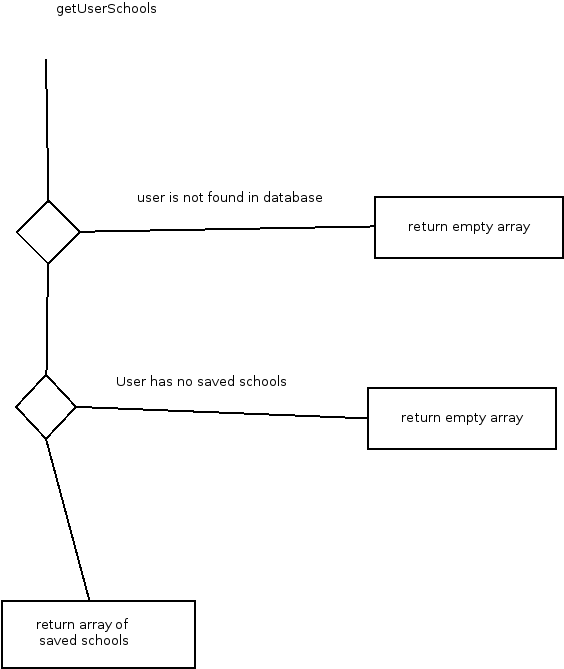 getUserSchools
user is not found in database
return empty array
User has no saved schools
return empty array
return array of
saved schools